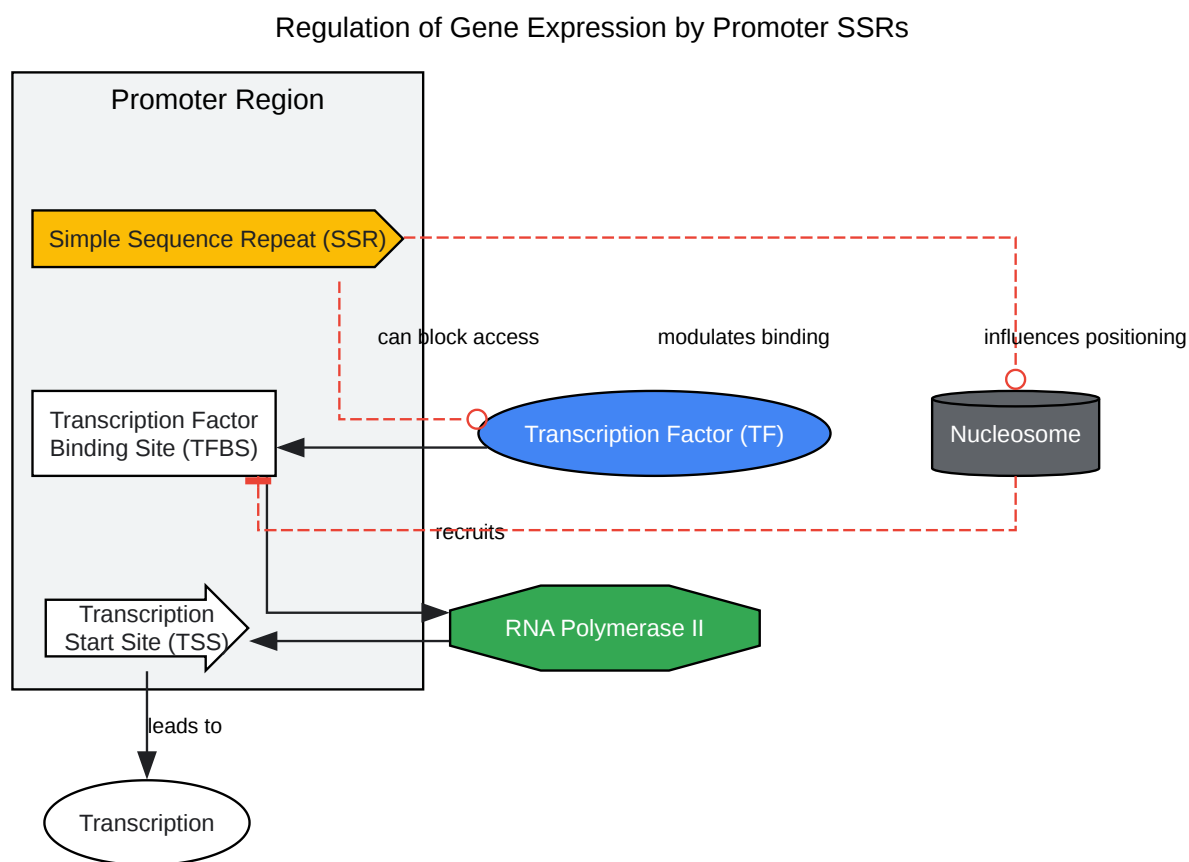 Regulation of Gene Expression by Promoter SSRs
Promoter Region
Simple Sequence Repeat (SSR)
can block access
modulates binding
influences positioning
Transcription Factor
Binding Site (TFBS)
Transcription Factor (TF)
Nucleosome
recruits
Transcription
Start Site (TSS)
RNA Polymerase II
leads to
Transcription